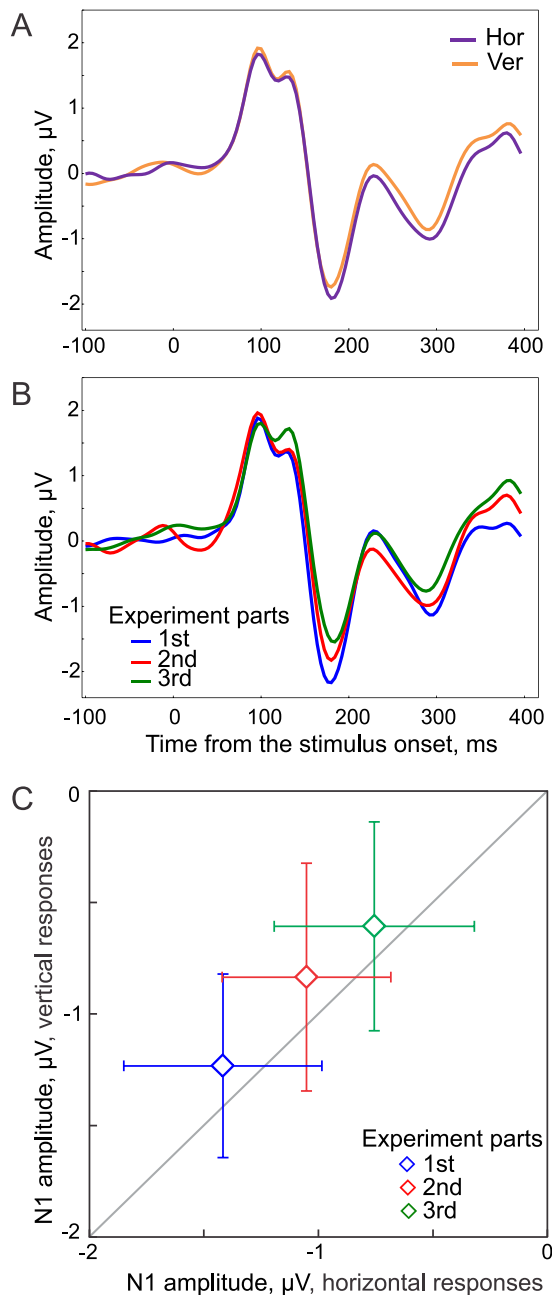 A
2
1
0
-1
-2
Amplitude, µV
Hor
Ver
-100 0 100 200 300 400
B
2
1
0
-1
-2
Amplitude, µV
Experiment parts
1st
2nd
3rd
-100 0 100 200 300 400
Time from the stimulus onset, ms
C
0
-1
-2
N1 amplitude, µV, vertical responses
Experiment parts
1st
2nd
3rd
-2 -1 0
N1 amplitude, µV, horizontal responses